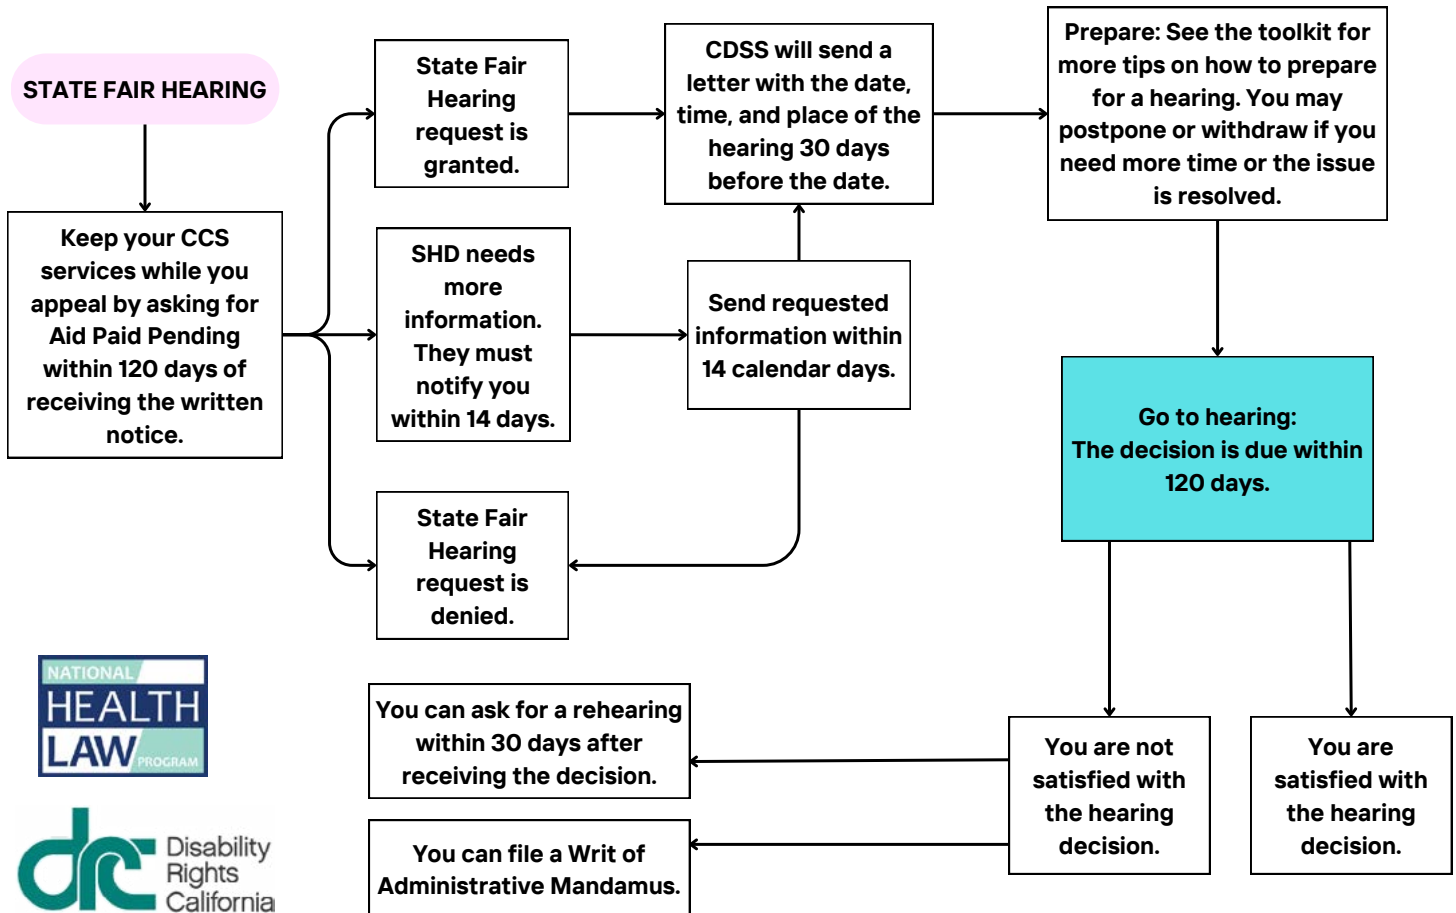 STATE FAIR HEARING
Keep your CCS
services while you
appeal by asking for
Aid Paid Pending
within 120 days of
receiving the written
notice.
State Fair
Hearing
request is
granted.
SHD needs
more
information.
They must
notify you
within 14 days.
State Fair
Hearing
request is
denied.
CDSS will send a
letter with the date,
time, and place of the
hearing 30 days
before the date.
Send requested
information within
14 calendar days.
Prepare: See the toolkit for
more tips on how to prepare
for a hearing. You may
postpone or withdraw if you
need more time or the issue
is resolved.
Go to hearing:
The decision is due within
120 days.
You are not
satisfied with
the hearing
decision.
You are
satisfied with
the hearing
decision.
You can ask for a rehearing
within 30 days after
receiving the decision.
You can file a Writ of
Administrative Mandamus.
NATIONAL
HEALTH
LAW PROGRAM
drc
Disability
Rights
California